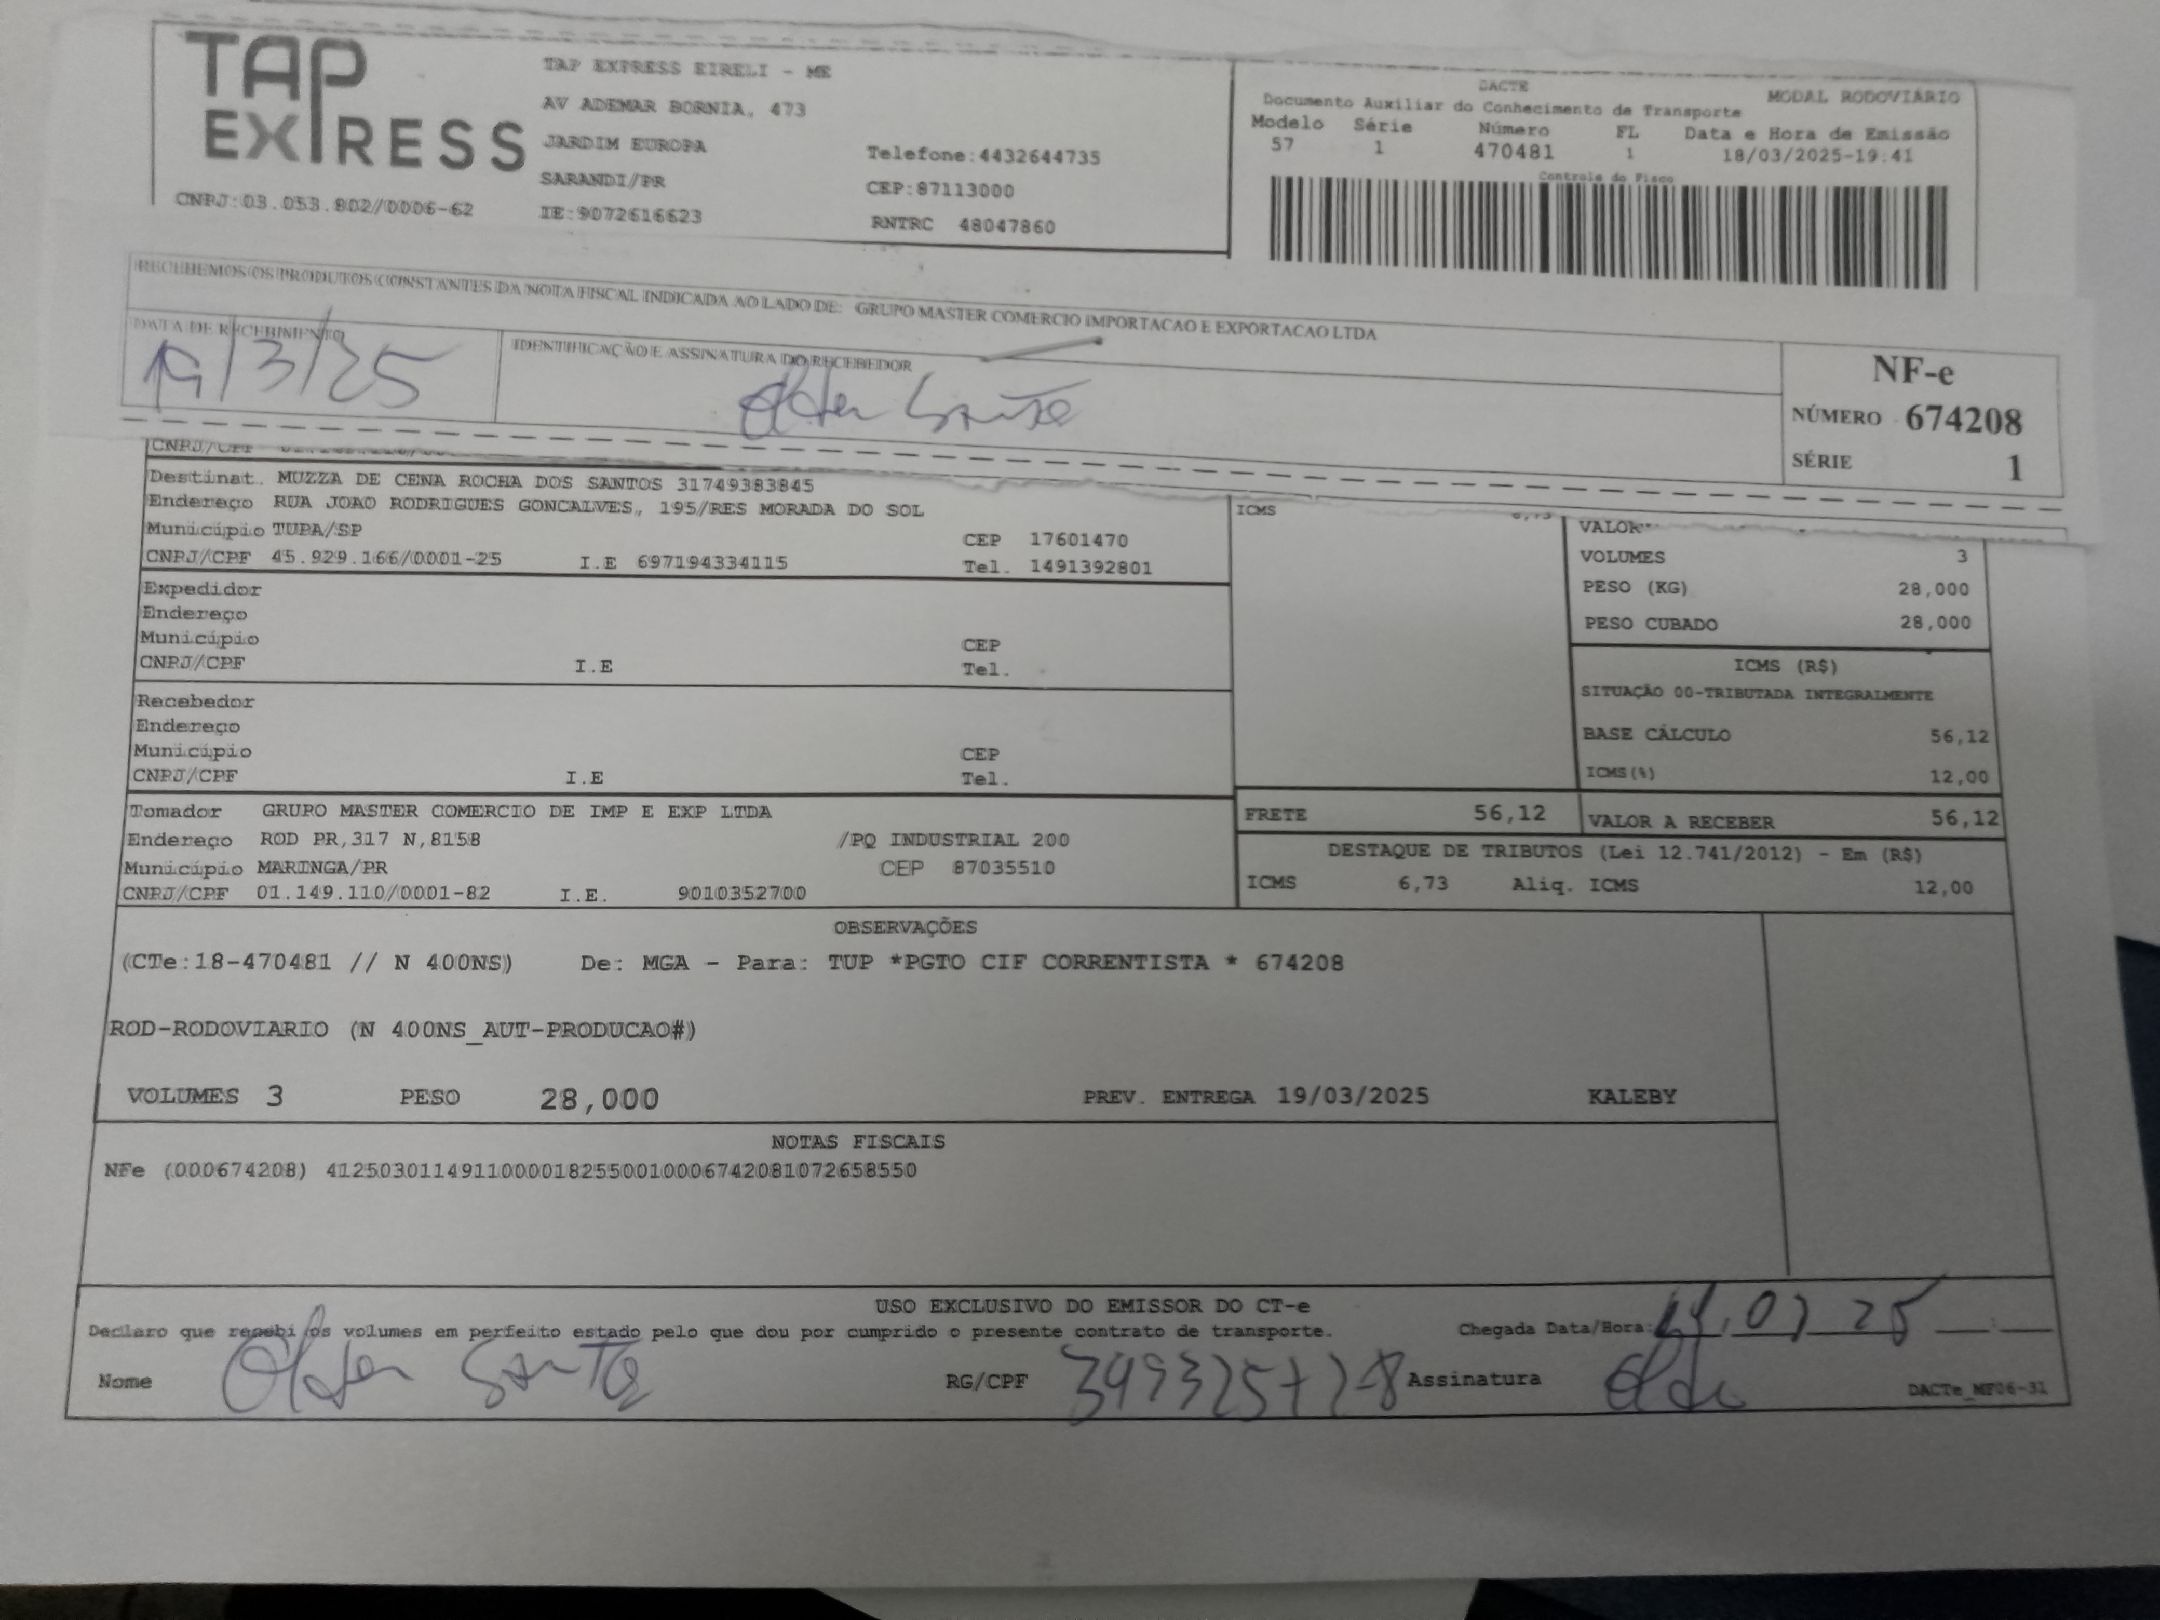 TAP EXPRESS
TAP EXPRESS EIRELI - ME
AV ADEMAR BORNIA, 473
JARDIM EUROPA Telefone:4432644735
SARANDI/PR CEP:87113000
CNPJ:03.053.802/0006-62 IE:9072616623 RNTRC 48047860
DACTE MODAL RODOVIÁRIO
Documento Auxiliar do Conhecimento de Transporte
Modelo Série Número FL Data e Hora de Emissão
57 1 470481 1 18/03/2025-19:41
Controle do Fisco
RECEBEMOS OS PRODUTOS CONSTANTES DA NOTA FISCAL INDICADA AO LADO DE: GRUPO MASTER COMERCIO IMPORTACAO E EXPORTACAO LTDA
DATA DE RECEBIMENTO IDENTIFICAÇÃO E ASSINATURA DO RECEBEDOR
19/3/25
NF-e
NÚMERO 674208
SÉRIE 1
CNPJ/CPF
Destinat. MUZZA DE CENA ROCHA DOS SANTOS 31749383845
Endereço RUA JOAO RODRIGUES GONCALVES, 195/RES MORADA DO SOL
Município TUPA/SP CEP 17601470
CNPJ/CPF 45.929.166/0001-25 I.E 697194334115 Tel. 1491392801
Expedidor
Endereço
Município CEP
CNPJ/CPF I.E Tel.
Recebedor
Endereço
Município CEP
CNPJ/CPF I.E Tel.
Tomador GRUPO MASTER COMERCIO DE IMP E EXP LTDA
Endereço ROD PR,317 N,8158 /PQ INDUSTRIAL 200
Município MARINGA/PR CEP 87035510
CNPJ/CPF 01.149.110/0001-82 I.E. 9010352700
ICMS 6,73
VALOR
VOLUMES 3
PESO (KG) 28,000
PESO CUBADO 28,000
ICMS (R$)
SITUAÇÃO 00-TRIBUTADA INTEGRALMENTE
BASE CÁLCULO 56,12
ICMS(%) 12,00
FRETE 56,12 VALOR A RECEBER 56,12
DESTAQUE DE TRIBUTOS (Lei 12.741/2012) - Em (R$)
ICMS 6,73 Aliq. ICMS 12,00
OBSERVAÇÕES
(CTe:18-470481 // N 400NS) De: MGA - Para: TUP *PGTO CIF CORRENTISTA * 674208
ROD-RODOVIARIO (N 400NS_AUT-PRODUCAO#)
VOLUMES 3 PESO 28,000 PREV. ENTREGA 19/03/2025 KALEBY
NOTAS FISCAIS
NFe (000674208) 41250301149110000182550010006742081072658550
USO EXCLUSIVO DO EMISSOR DO CT-e
Declaro que recebi os volumes em perfeito estado pelo que dou por cumprido o presente contrato de transporte. Chegada Data/Hora:
Nome RG/CPF Assinatura
DACTe_MF06-31